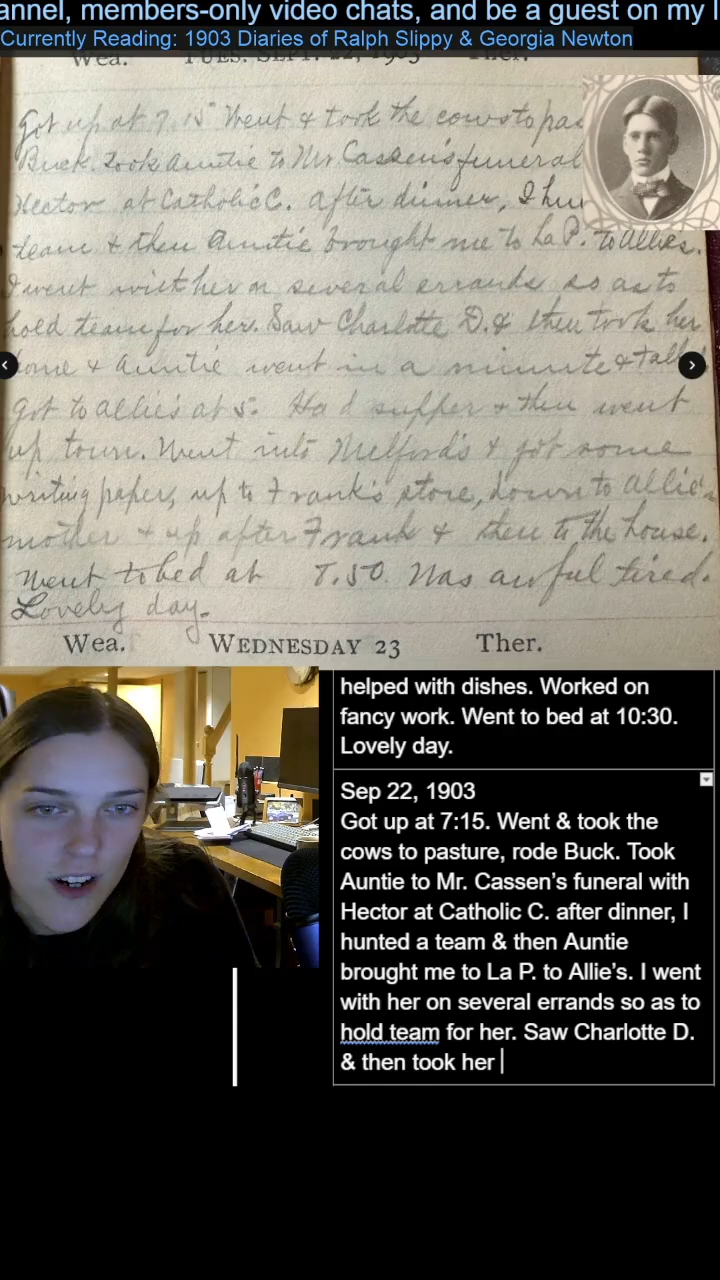 annel, members-only video chats, and be a guest on my l
Currently Reading: 1903 Diaries of Ralph Slippy & Georgia Newton
Wea. TUES. SEPT. 22, 1903 Ther.
Got up at 7.15 Went & took the cows to pas
Buck. Took Auntie to Mr. Cassen's funeral
Hector at Catholic C. after dinner, I hu
team & then Auntie brought me to La P. to Allie's.
I went with her on several errands so as to
hold team for her. Saw Charlotte D. & then took her
home & Auntie went in a minute & talk
Got to allie's at 5. Had supper & then went
up town. Went into Melford's & got some
writing paper, up to Frank's store, down to Allie's
mother & up after Frank & then to the house.
Went to bed at 8.50. Was awful tired.
Lovely day.
Wea. WEDNESDAY 23 Ther.
helped with dishes. Worked on
fancy work. Went to bed at 10:30.
Lovely day.
Sep 22, 1903
Got up at 7:15. Went & took the
cows to pasture, rode Buck. Took
Auntie to Mr. Cassen’s funeral with
Hector at Catholic C. after dinner, I
hunted a team & then Auntie
brought me to La P. to Allie’s. I went
with her on several errands so as to
hold team for her. Saw Charlotte D.
& then took her